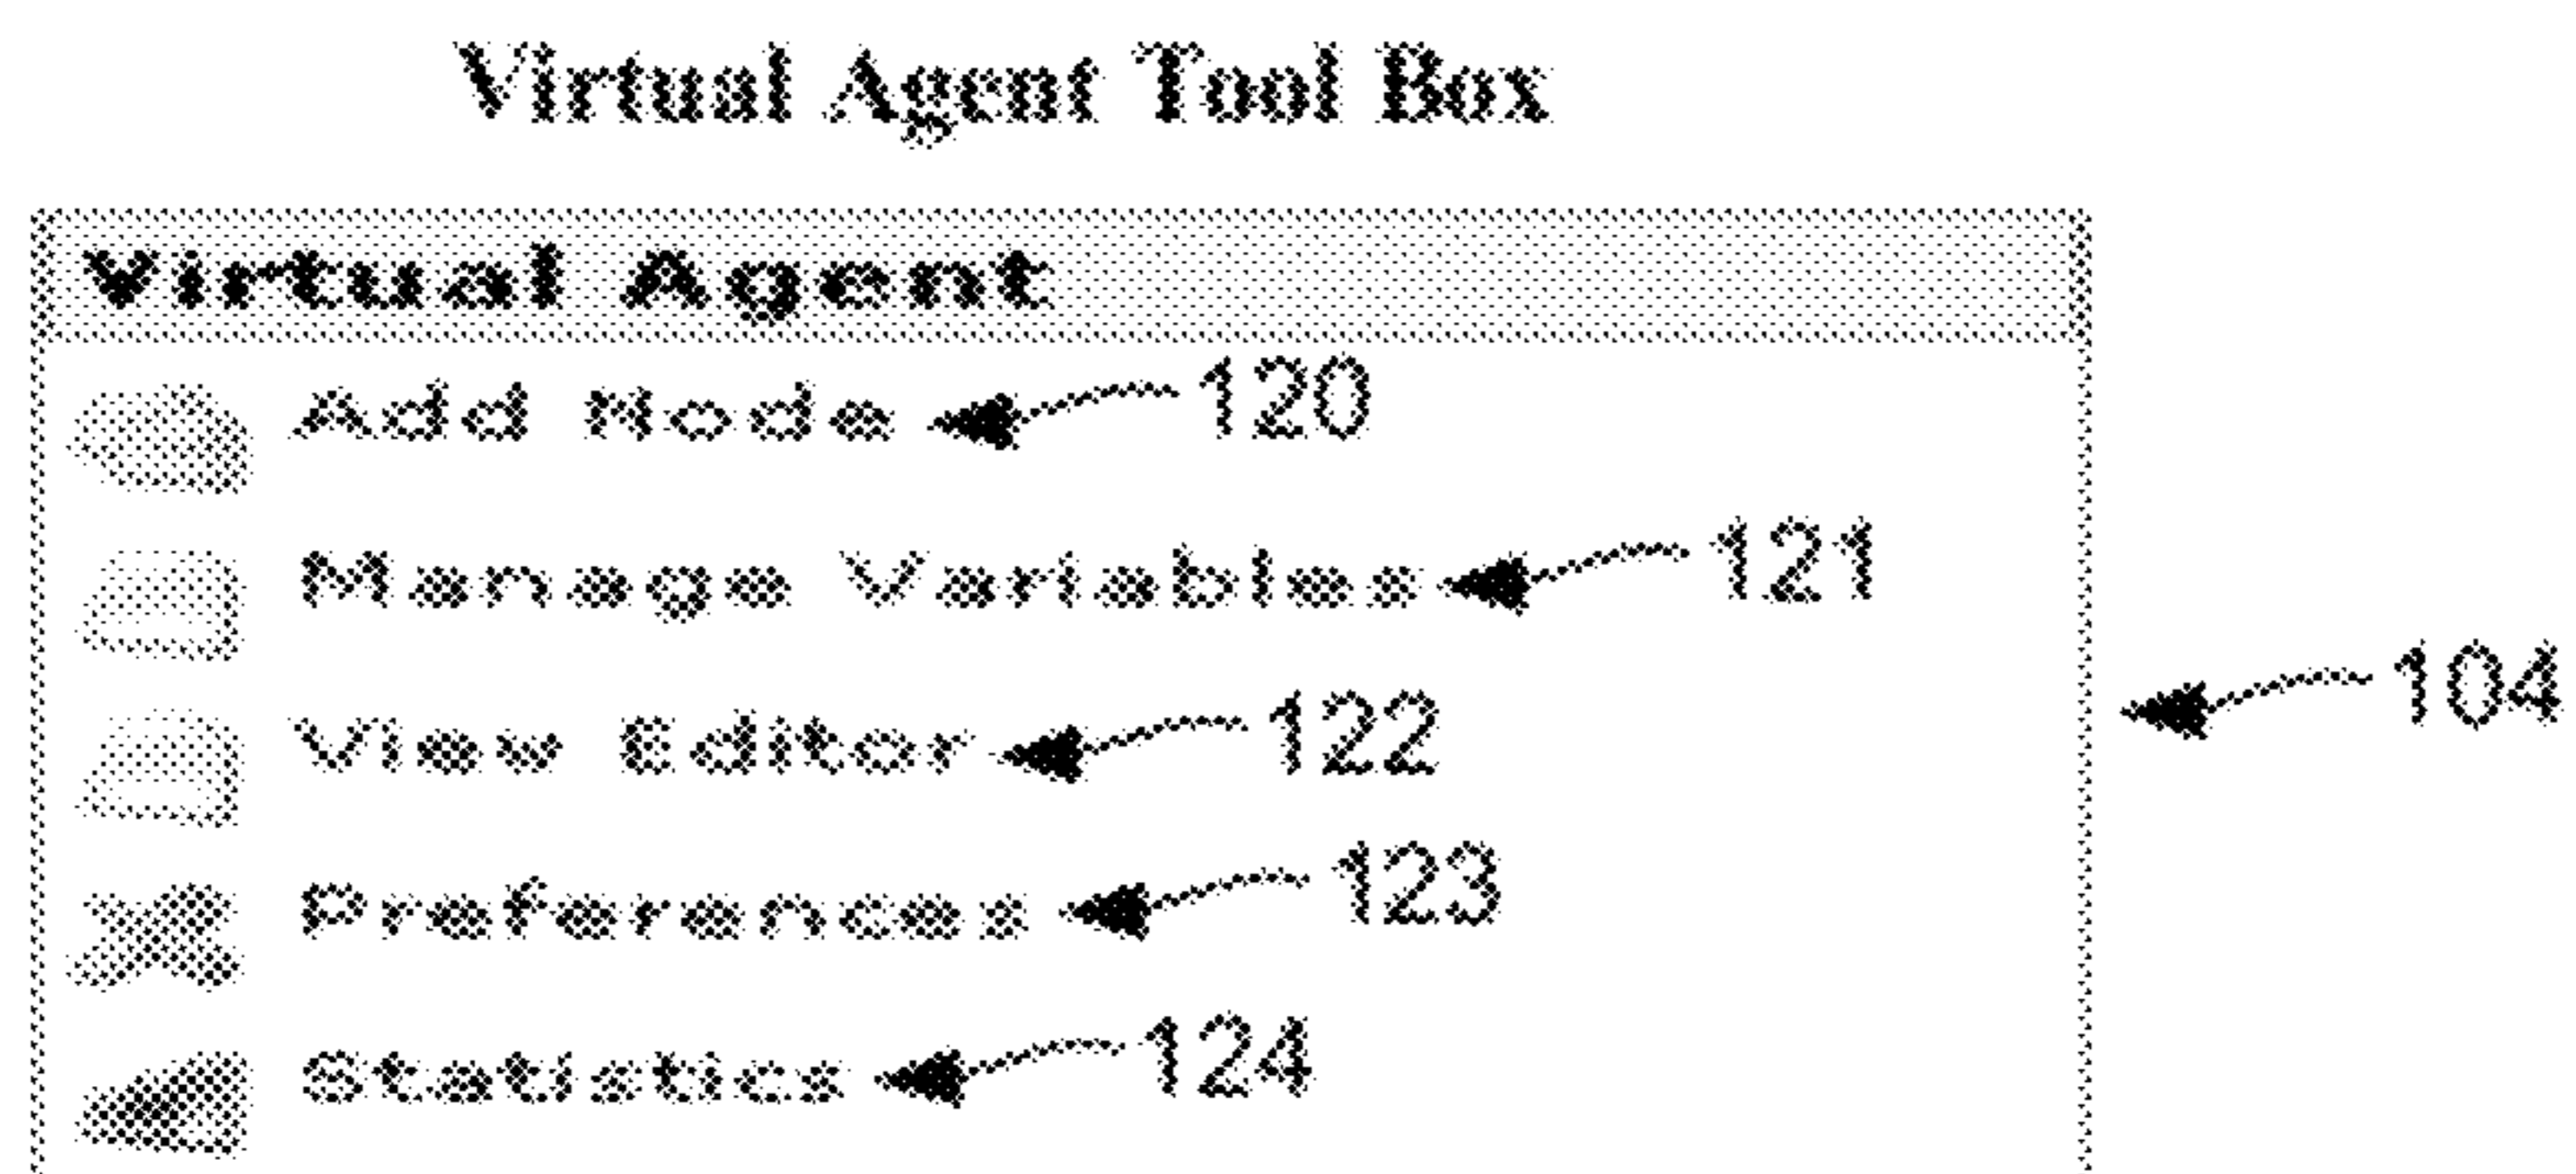 Virtual Agent Tool Box
Virtual Agent
Add Node 120
Manage Variables 121
104
View Editor 122
Preferences 123
Statistics 124